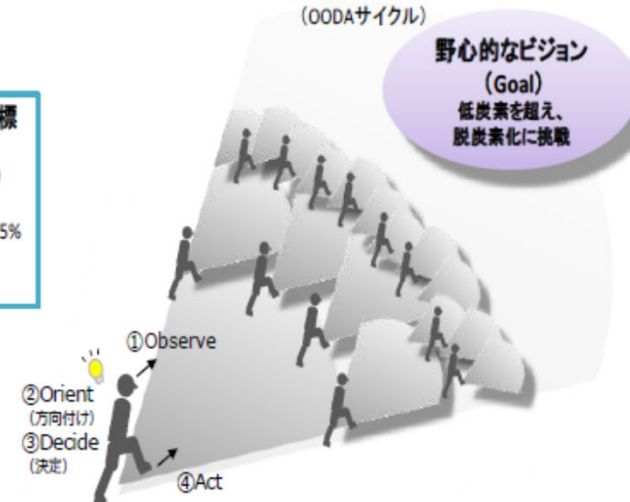 （OODAサイクル）
野心的なビジョン
（Goal）
低炭素を超え、
脱炭素化に挑戦
標
5%
①Observe
②Orient
（方向付け）
③Decide
（決定）
④Act